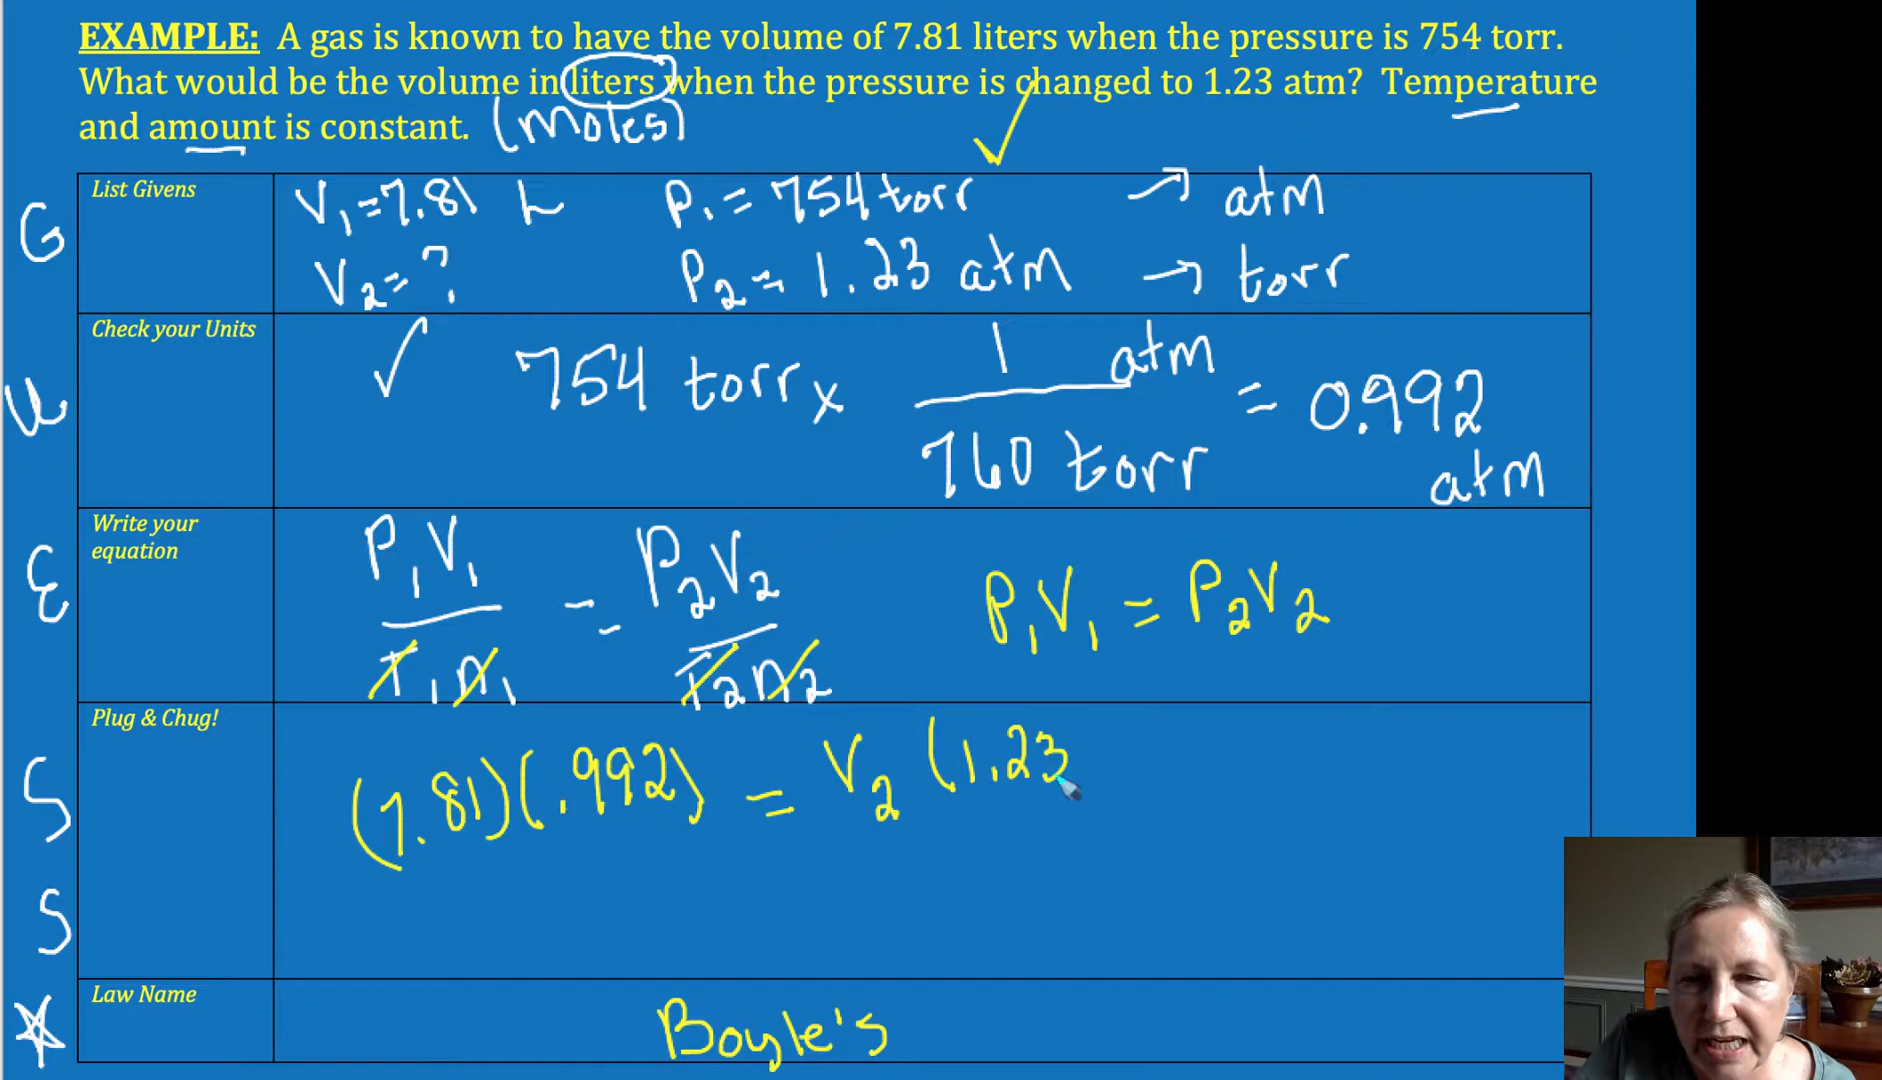 EXAMPLE: A gas is known to have the volume of 7.81 liters when the pressure is 754 torr.
What would be the volume in liters when the pressure is changed to 1.23 atm? Temperature
and amount is constant. (moles)
G
List Givens
V₁=7.81 L P₁ = 754 torr → atm
V₂=? P₂ = 1.23 atm → torr
U
Check your Units
✓ 754 torr x 1 atm / 760 torr = 0.992 atm
E
Write your
equation
P₁V₁ / T₁n₁ = P₂V₂ / T₂n₂ P₁V₁ = P₂V₂
S
Plug & Chug!
(7.81)(.992) = V₂ (1.23
S
Law Name
Boyle's